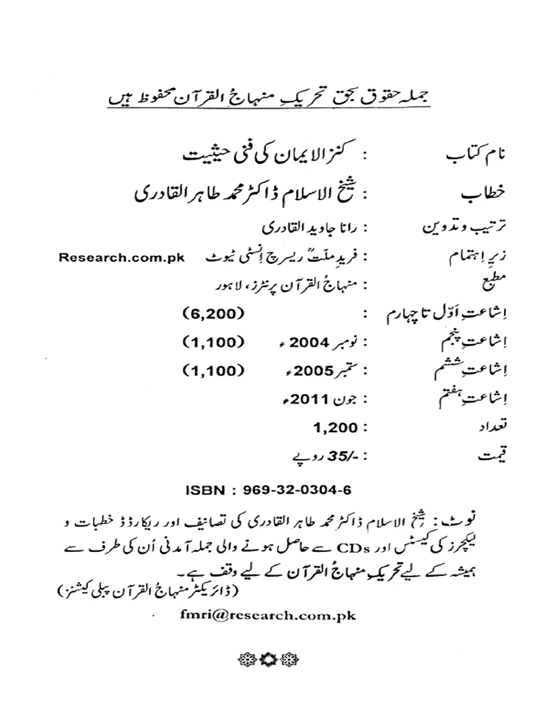 جملہ حقوق بحق تحریکِ منہاجُ القرآن محفوظ ہیں
نام کتاب : کنز الایمان کی فنی حیثیت
خطاب : شیخ الاسلام ڈاکٹر محمد طاہر القادری
ترتیب و تدوین : رانا جاوید القادری
زیرِ اِہتمام : فریدِ ملّتؒ ریسرچ اِنسٹی ٹیوٹ Research.com.pk
مطبع : منہاجُ القرآن پرنٹرز، لاہور
اِشاعتِ اَوّل تا چہارم : (6,200)
اِشاعتِ پنجم : نومبر 2004ء (1,100)
اِشاعتِ ششم : ستمبر 2005ء (1,100)
اِشاعتِ ہفتم : جون 2011ء
تعداد : 1,200
قیمت : -/35 روپے
ISBN : 969-32-0304-6
نوٹ: شیخ الاسلام ڈاکٹر محمد طاہر القادری کی تصانیف اور ریکارڈڈ خطبات و
لیکچرز کی کیسٹس اور CDs سے حاصل ہونے والی جملہ آمدنی اُن کی طرف سے
ہمیشہ کے لیے تحریکِ منہاجُ القرآن کے لیے وقف ہے۔
(ڈائریکٹر منہاجُ القرآن پبلی کیشنز)
fmri@research.com.pk